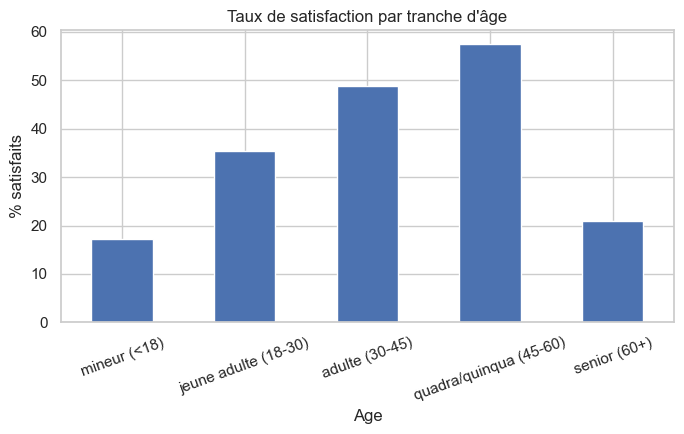 Taux de satisfaction par tranche d'âge
% satisfaits
60
50
40
30
20
10
0
mineur (<18)
jeune adulte (18-30)
adulte (30-45)
quadra/quinqua (45-60)
senior (60+)
Age